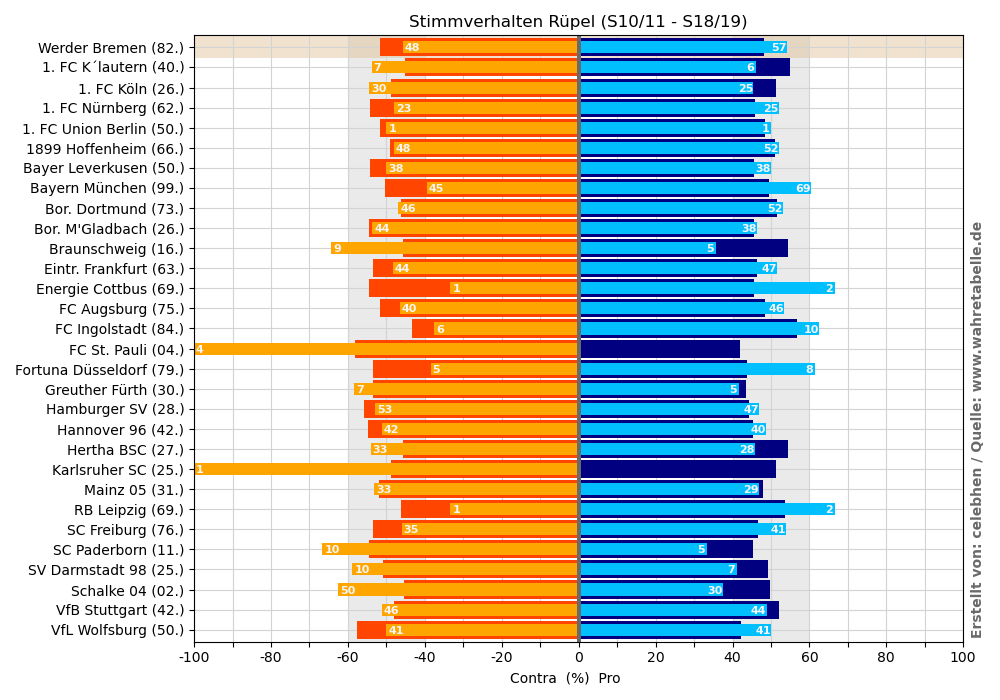 Stimmverhalten Rüpel (S10/11 - S18/19)
Werder Bremen (82.) 48 57
1. FC K´lautern (40.) 7 6
1. FC Köln (26.) 30 25
1. FC Nürnberg (62.) 23 25
1. FC Union Berlin (50.) 1 1
1899 Hoffenheim (66.) 48 52
Bayer Leverkusen (50.) 38 38
Bayern München (99.) 45 69
Bor. Dortmund (73.) 46 52
Bor. M'Gladbach (26.) 44 38
Braunschweig (16.) 9 5
Eintr. Frankfurt (63.) 44 47
Energie Cottbus (69.) 1 2
FC Augsburg (75.) 40 46
FC Ingolstadt (84.) 6 10
FC St. Pauli (04.) 4
Fortuna Düsseldorf (79.) 5 8
Greuther Fürth (30.) 7 5
Hamburger SV (28.) 53 47
Hannover 96 (42.) 42 40
Hertha BSC (27.) 33 28
Karlsruher SC (25.) 1
Mainz 05 (31.) 33 29
RB Leipzig (69.) 1 2
SC Freiburg (76.) 35 41
SC Paderborn (11.) 10 5
SV Darmstadt 98 (25.) 10 7
Schalke 04 (02.) 50 30
VfB Stuttgart (42.) 46 44
VfL Wolfsburg (50.) 41 41
-100 -80 -60 -40 -20 0 20 40 60 80 100
Contra (%) Pro
Erstellt von: celebhen / Quelle: www.wahretabelle.de